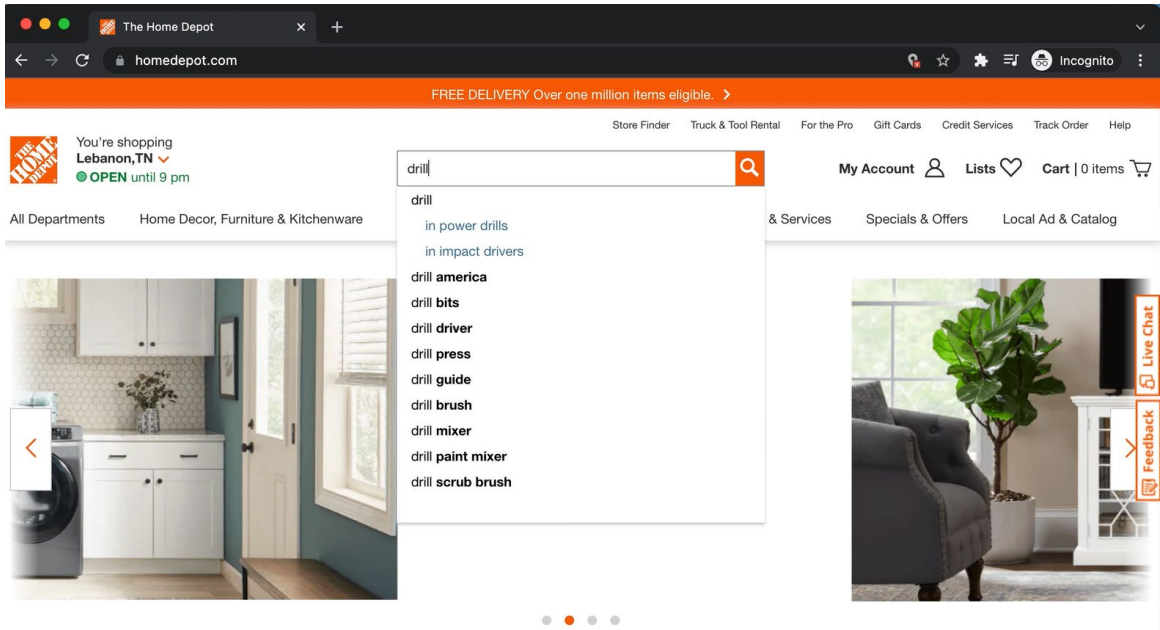 The Home Depot
homedepot.com
Incognito
FREE DELIVERY Over one million items eligible.
Store Finder Truck & Tool Rental For the Pro Gift Cards Credit Services Track Order Help
THE HOME DEPOT
You're shopping
Lebanon,TN
OPEN until 9 pm
drill
My Account Lists Cart | 0 items
All Departments Home Decor, Furniture & Kitchenware & Services Specials & Offers Local Ad & Catalog
drill
in power drills
in impact drivers
drill america
drill bits
drill driver
drill press
drill guide
drill brush
drill mixer
drill paint mixer
drill scrub brush
Live Chat
Feedback